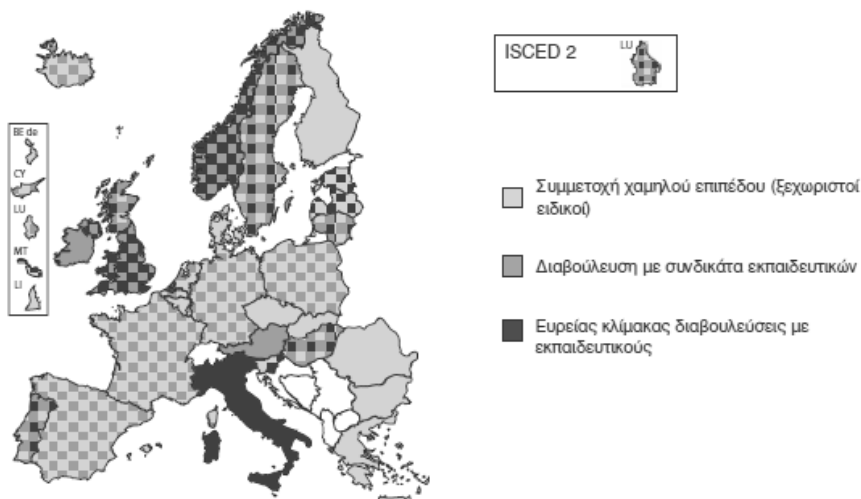 ISCED 2
LU
BE de
CY
LU
MT
LI
Συμμετοχή χαμηλού επιπέδου (ξεχωριστοί
ειδικοί)
Διαβούλευση με συνδικάτα εκπαιδευτικών
Ευρείας κλίμακας διαβουλεύσεις με
εκπαιδευτικούς